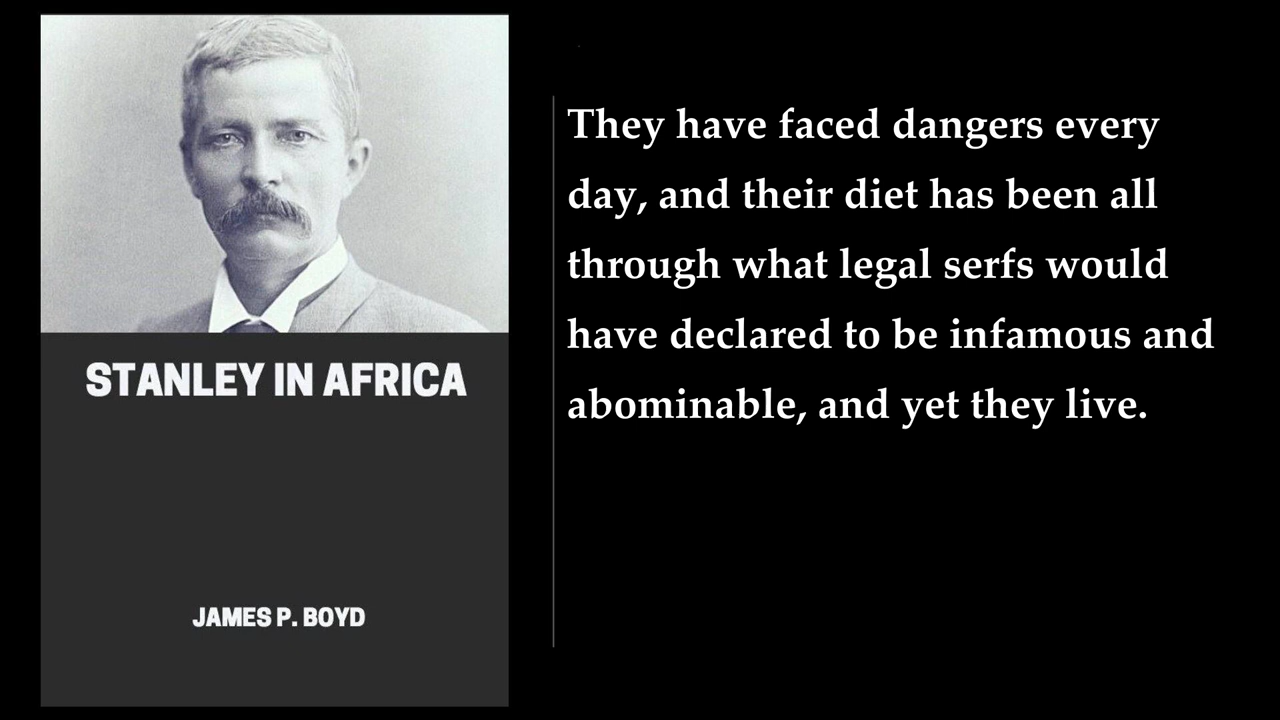 STANLEY IN AFRICA
JAMES P. BOYD
They have faced dangers every
day, and their diet has been all
through what legal serfs would
have declared to be infamous and
abominable, and yet they live.